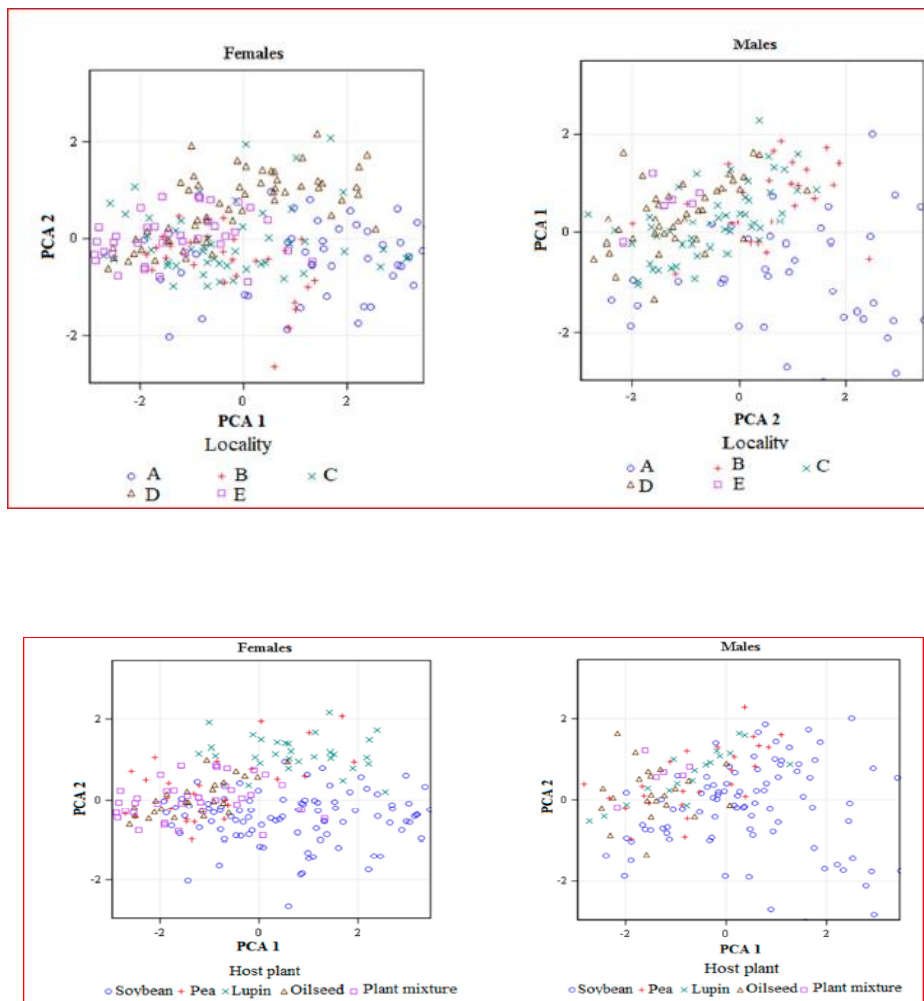 Females
Males
2
0
-2
PCA 2
-2
0
2
PCA 1
Locality
A B C
D E
2
0
-2
PCA 1
-2
0
2
PCA 2
Locality
A B C
D E
Females
Males
2
0
-2
PCA 2
-2
0
2
PCA 1
Host plant
Soybean Pea Lupin Oilseed Plant mixture
2
0
-2
PCA 2
-2
0
2
PCA 1
Host plant
Soybean Pea Lupin Oilseed Plant mixture